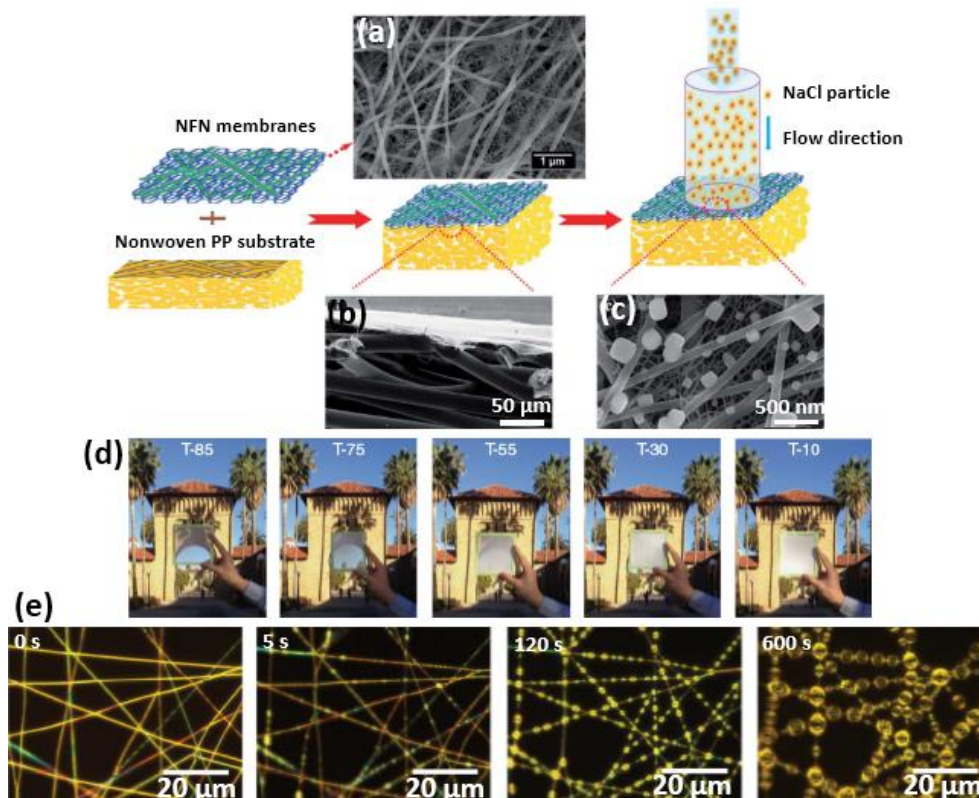 (a)
NaCl particle
Flow direction
NFN membranes
1 µm
Nonwoven PP substrate
(b)
50 µm
(c)
500 nm
(d)
T-85
T-75
T-55
T-30
T-10
(e)
0 s
5 s
120 s
600 s
20 µm
20 µm
20 µm
20 µm